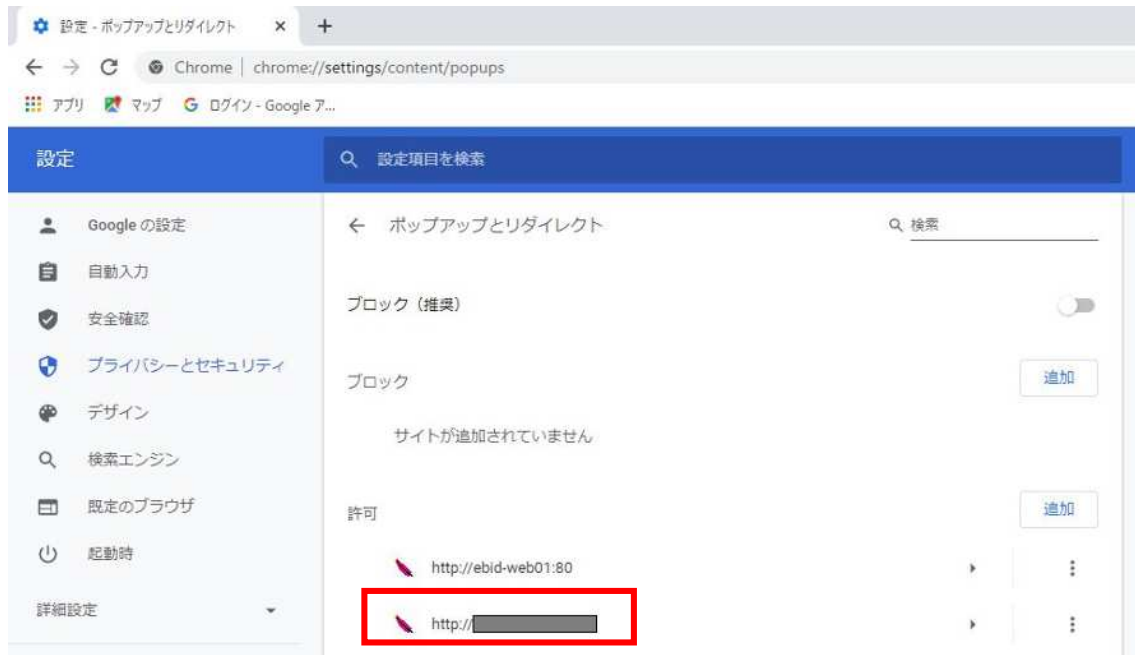 設定 - ポップアップとリダイレクト × +
Chrome | chrome://settings/content/popups
アプリ マップ G ログイン - Google ア...
設定
設定項目を検索
Google の設定
自動入力
安全確認
プライバシーとセキュリティ
デザイン
検索エンジン
既定のブラウザ
起動時
詳細設定
ポップアップとリダイレクト
検索
ブロック（推奨）
ブロック
追加
サイトが追加されていません
許可
追加
http://ebid-web01:80
http://